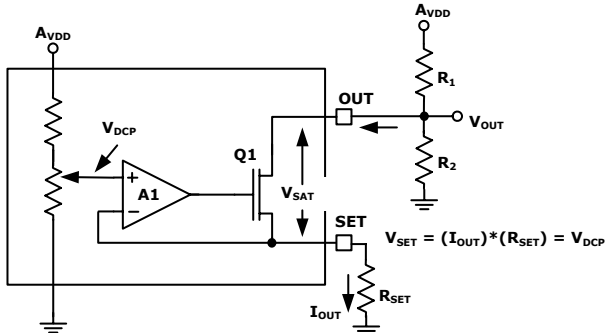 AVDD
AVDD
R1
OUT
VDCP
VOUT
Q1
R2
+
A1
VSAT
−
SET
VSET = (IOUT)*(RSET) = VDCP
RSET
IOUT